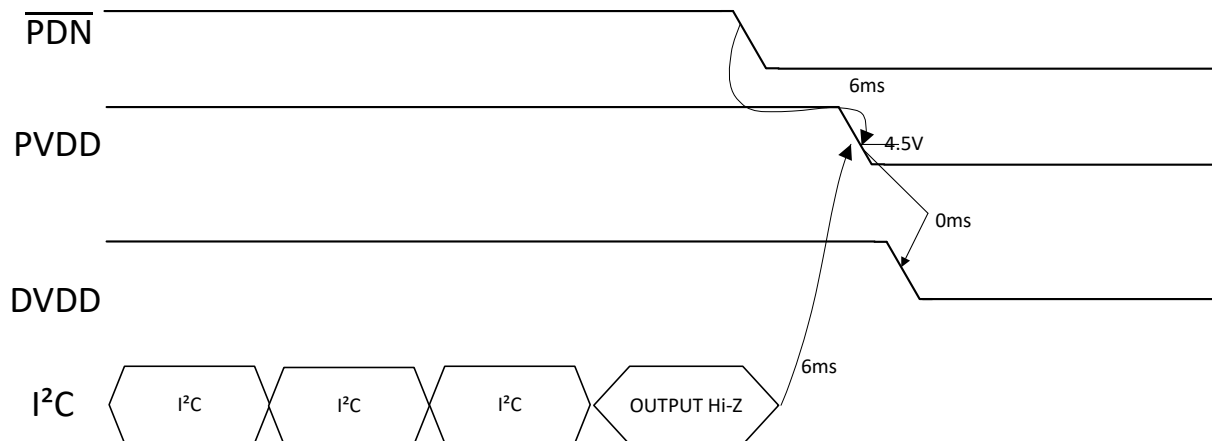 PDN
6ms
PVDD
4.5V
0ms
DVDD
6ms
I²C
I²C
I²C
I²C
OUTPUT Hi-Z